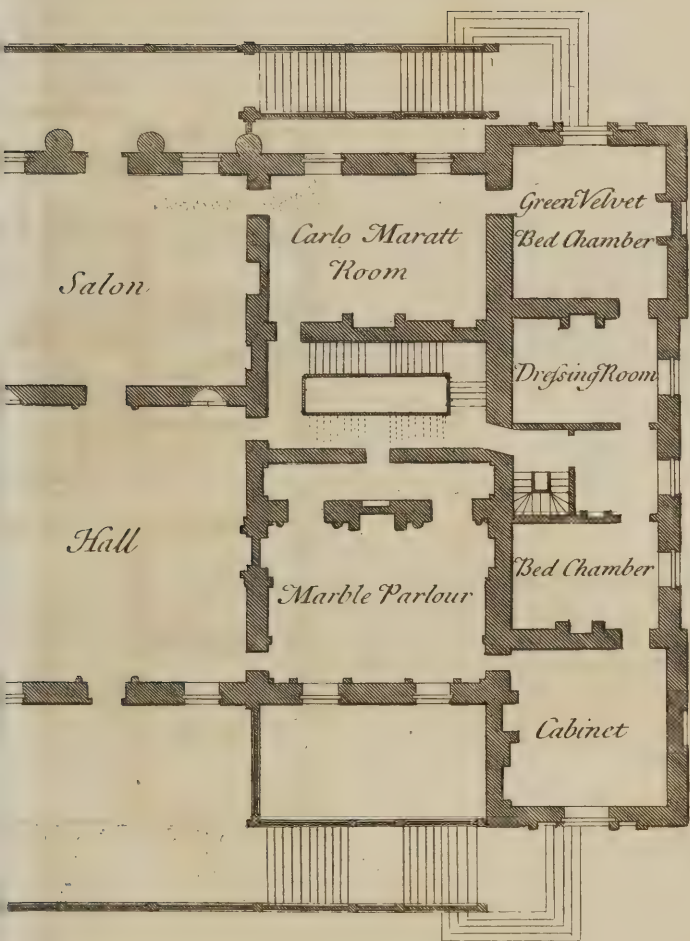 Green Velvet
Bed Chamber
Carlo Maratt
Room
Salon
Dreſsing Room
Hall
Bed Chamber
Marble Parlour
Cabinet